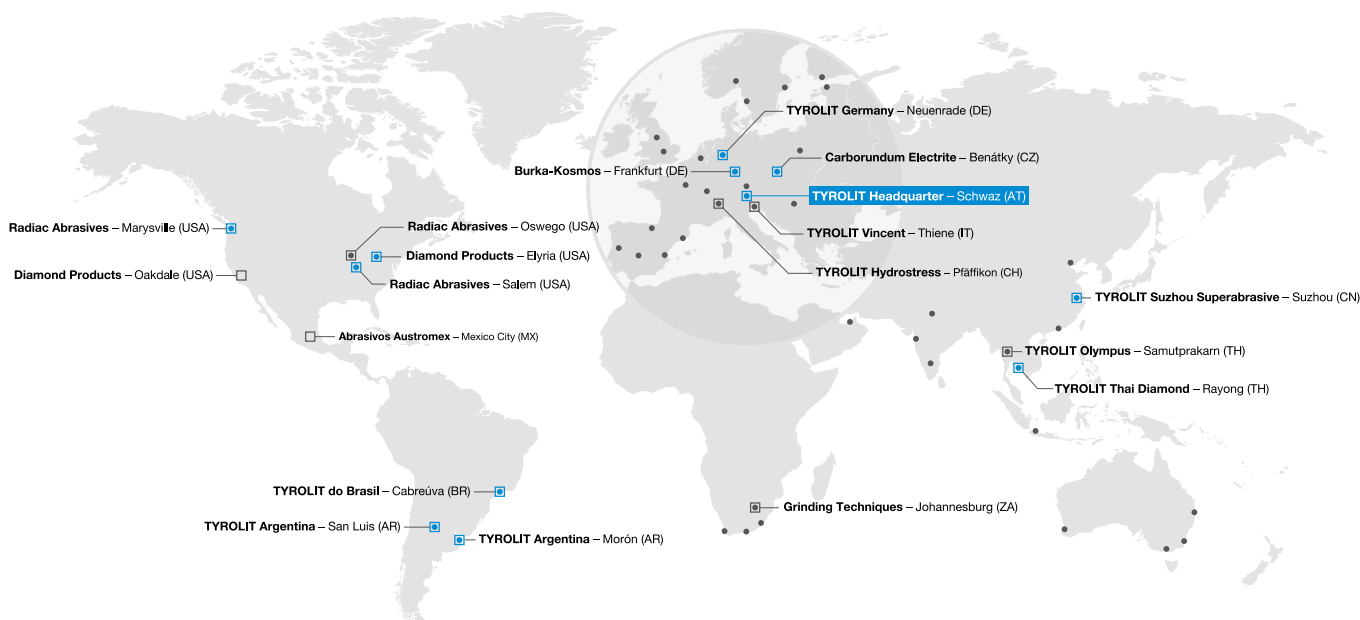 TYROLIT Germany – Neuenrade (DE)
Carborundum Electrite – Benátky (CZ)
Burka-Kosmos – Frankfurt (DE)
TYROLIT Headquarter – Schwaz (AT)
Radiac Abrasives – Marysville (USA)
Radiac Abrasives – Oswego (USA)
TYROLIT Vincent – Thiene (IT)
Diamond Products – Elyria (USA)
Diamond Products – Oakdale (USA)
TYROLIT Hydrostress – Pfäffikon (CH)
Radiac Abrasives – Salem (USA)
TYROLIT Suzhou Superabrasive – Suzhou (CN)
Abrasivos Austromex – Mexico City (MX)
TYROLIT Olympus – Samutprakarn (TH)
TYROLIT Thai Diamond – Rayong (TH)
TYROLIT do Brasil – Cabreúva (BR)
Grinding Techniques – Johannesburg (ZA)
TYROLIT Argentina – San Luis (AR)
TYROLIT Argentina – Morón (AR)